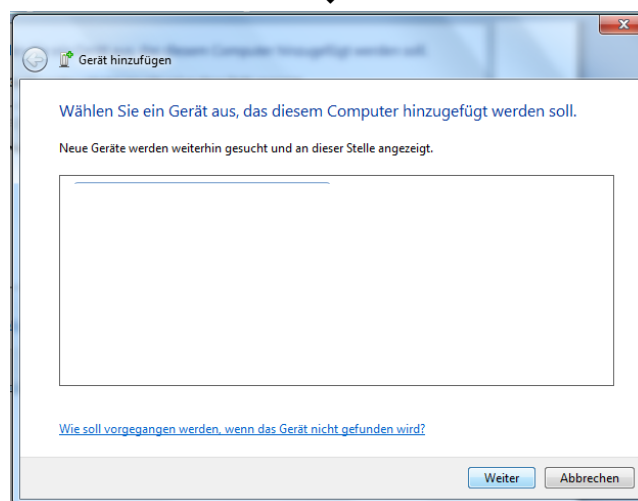 Gerät hinzufügen
Wählen Sie ein Gerät aus, das diesem Computer hinzugefügt werden soll.
Neue Geräte werden weiterhin gesucht und an dieser Stelle angezeigt.
Wie soll vorgegangen werden, wenn das Gerät nicht gefunden wird?
Weiter
Abbrechen